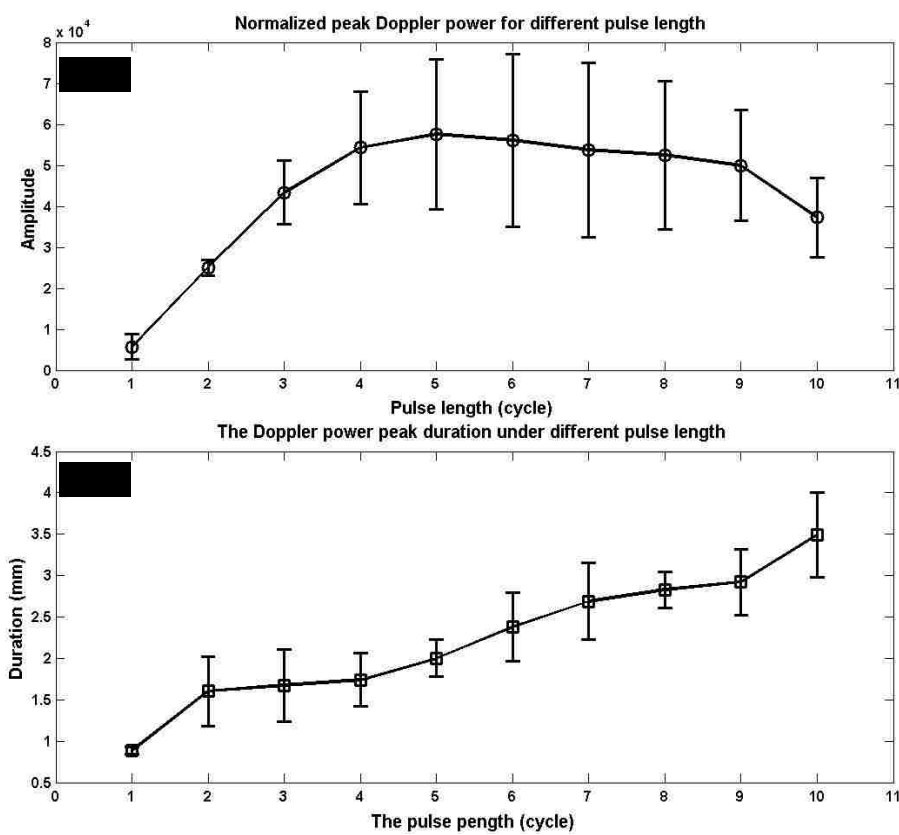 Normalized peak Doppler power for different pulse length
x 10^4
8
7
6
5
4
3
2
1
0
Amplitude
0 1 2 3 4 5 6 7 8 9 10 11
Pulse length (cycle)
The Doppler power peak duration under different pulse length
4.5
4
3.5
3
2.5
2
1.5
1
0.5
Duration (mm)
0 1 2 3 4 5 6 7 8 9 10 11
The pulse pength (cycle)